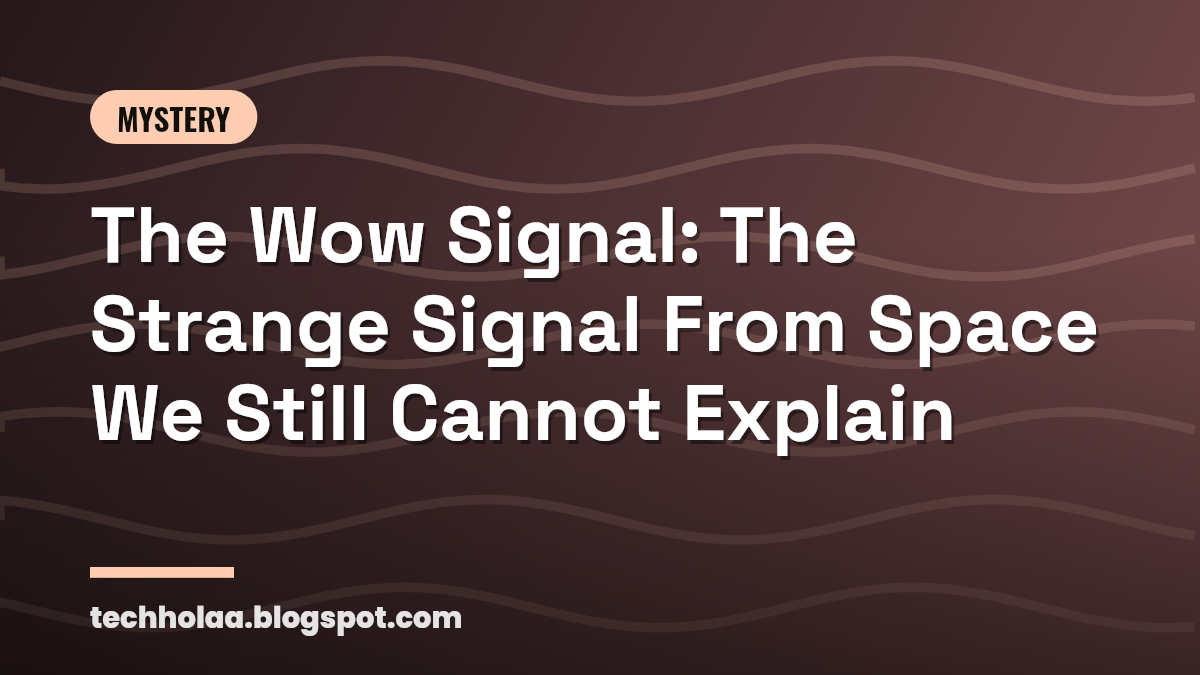 MYSTERY
The Wow Signal: The
Strange Signal From Space
We Still Cannot Explain
techholaa.blogspot.com